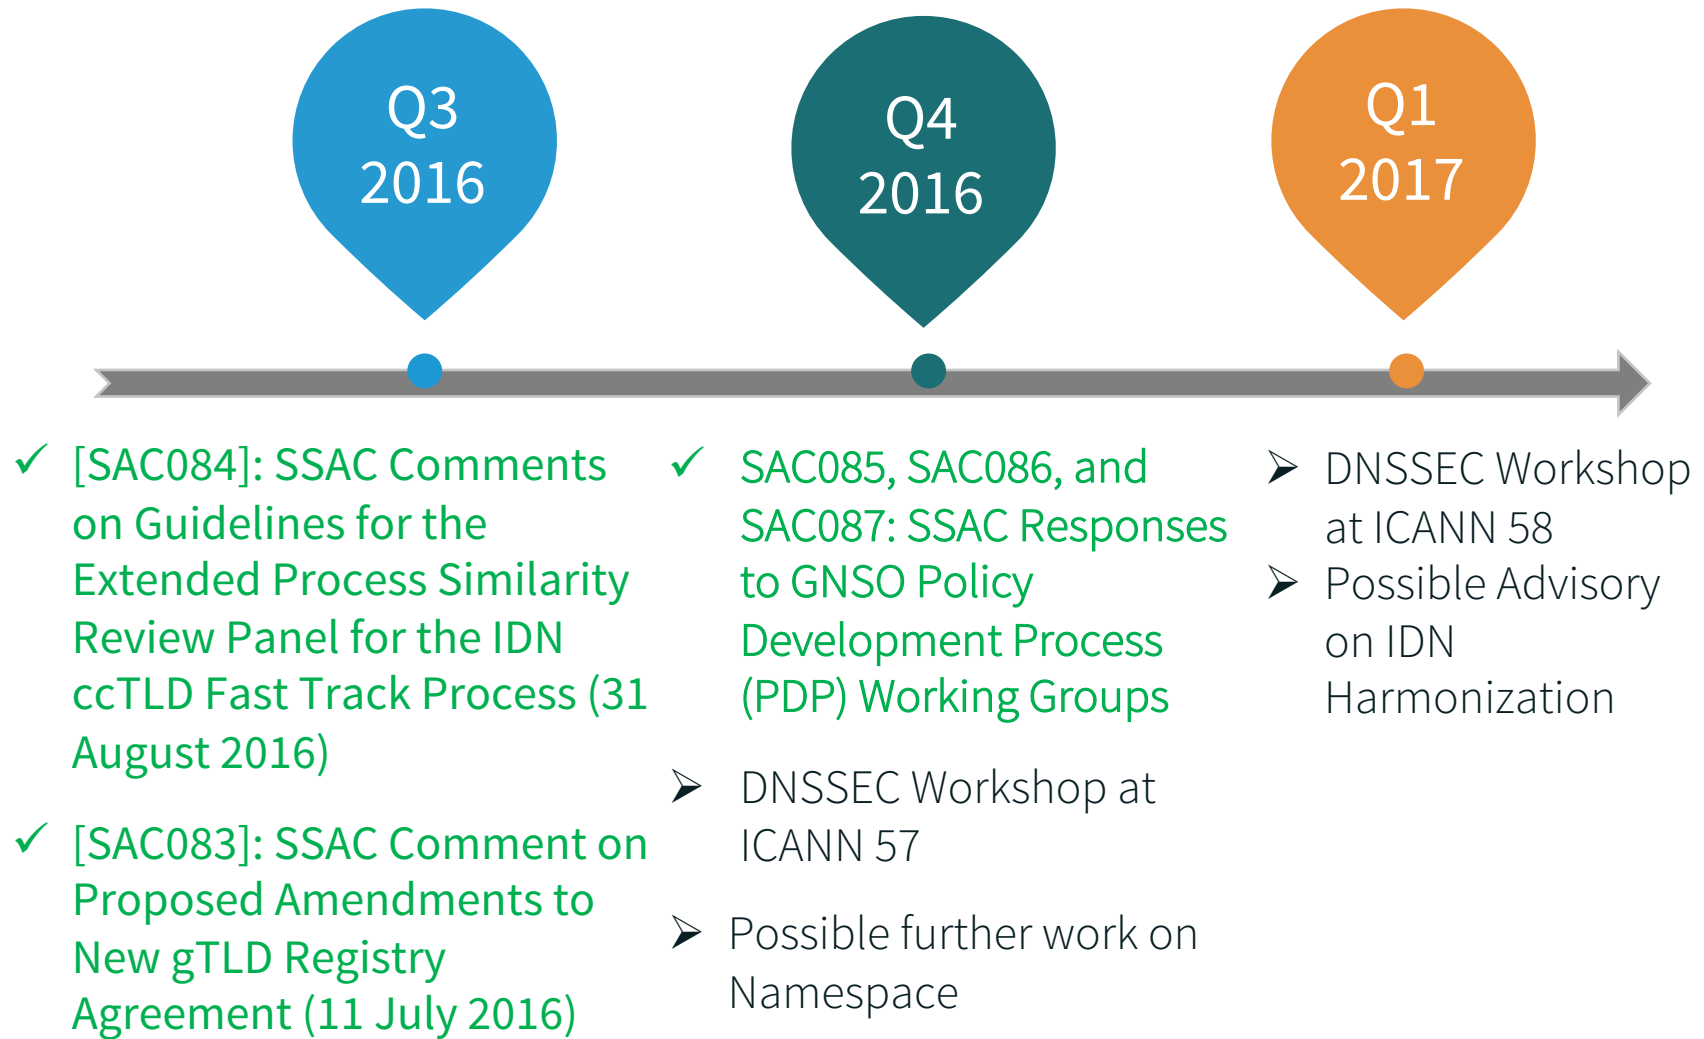 Q3
2016
Q4
2016
Q1
2017
[SAC084]: SSAC Comments
on Guidelines for the
Extended Process Similarity
Review Panel for the IDN
ccTLD Fast Track Process (31
August 2016)
[SAC083]: SSAC Comment on
Proposed Amendments to
New gTLD Registry
Agreement (11 July 2016)
SAC085, SAC086, and
SAC087: SSAC Responses
to GNSO Policy
Development Process
(PDP) Working Groups
DNSSEC Workshop at
ICANN 57
Possible further work on
Namespace
DNSSEC Workshop
at ICANN 58
Possible Advisory
on IDN
Harmonization